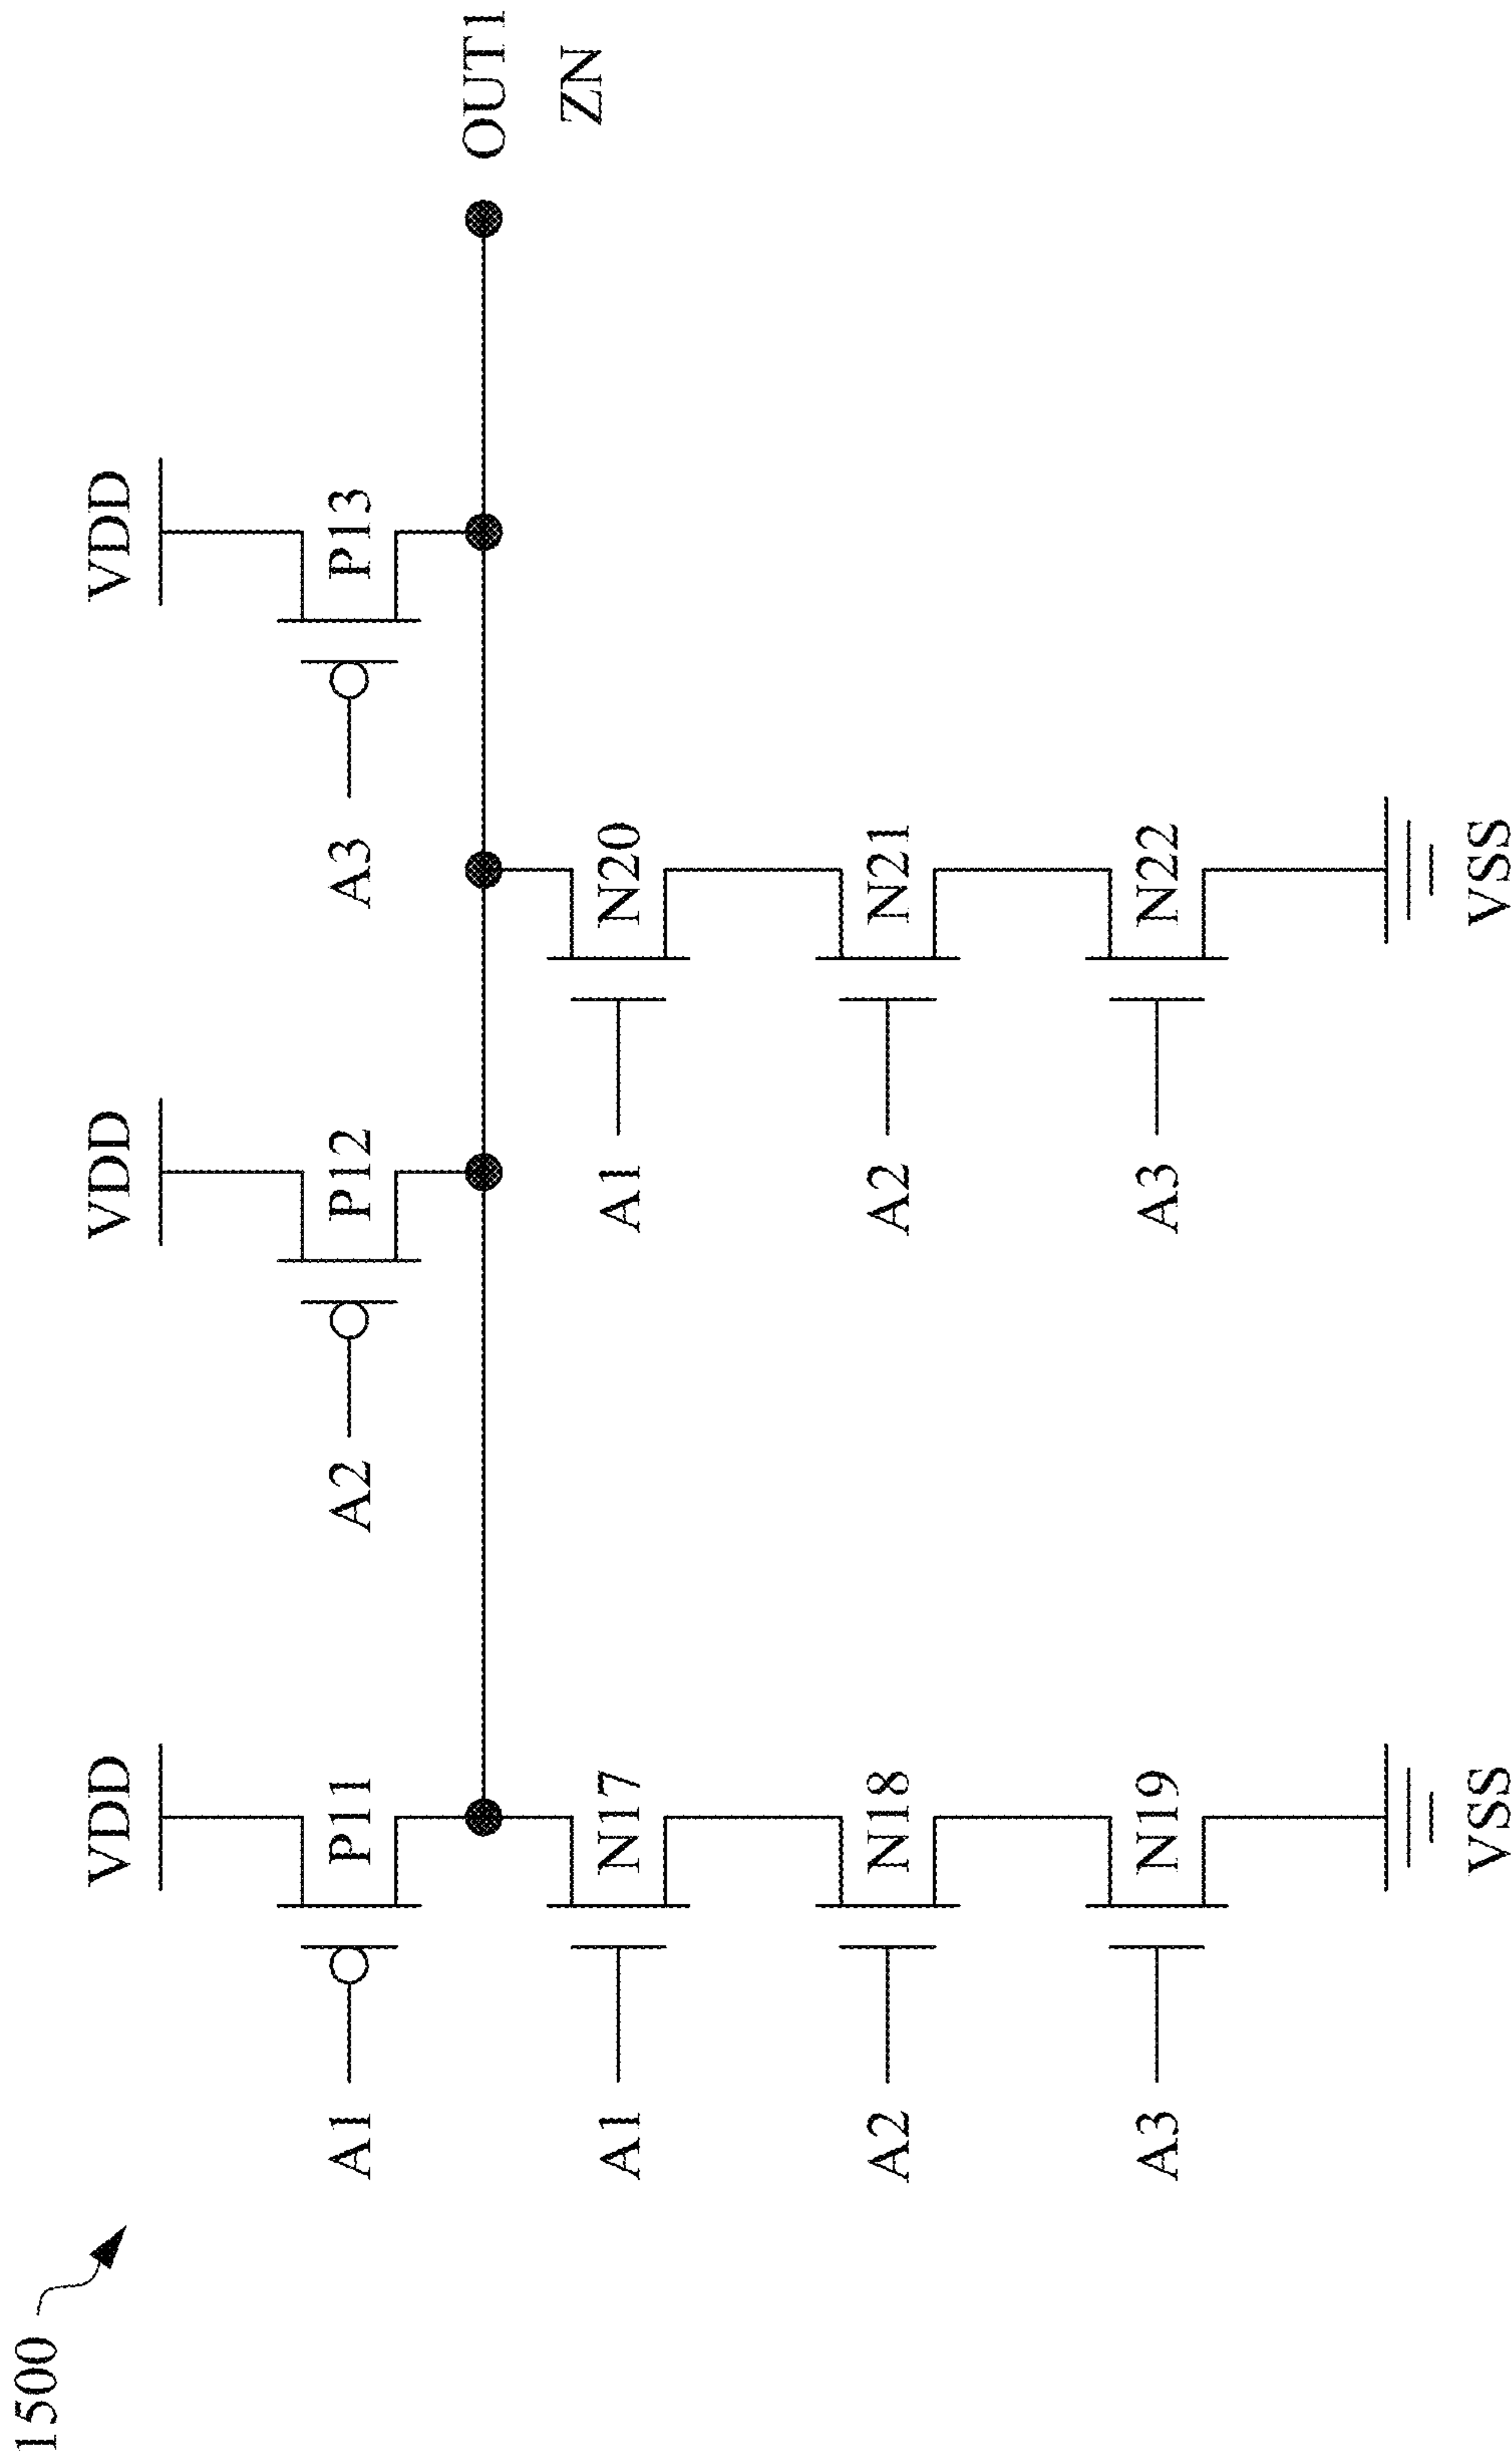 1500
VDD VDD VDD
A1 P11 A2 P12 A3 P13
OUT1
ZN
A1 N17 A1 N20
A2 N18 A2 N21
A3 N19 A3 N22
VSS VSS